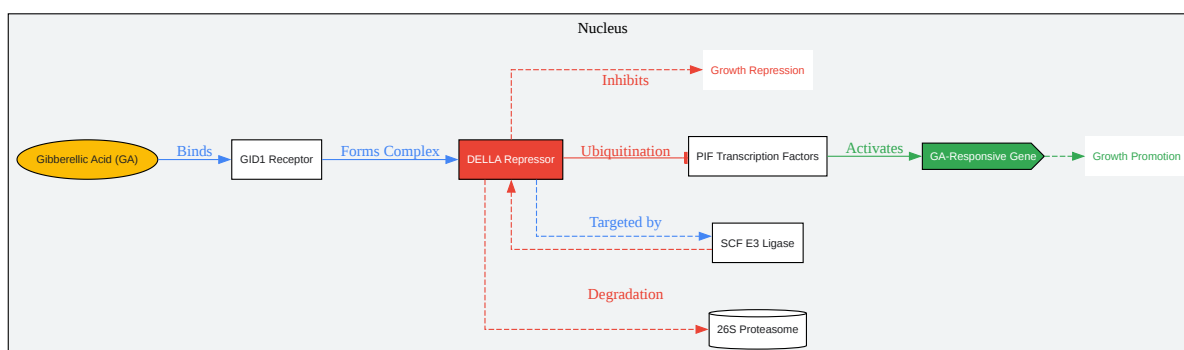 Nucleus
Growth Repression
Inhibits
Gibberellic Acid (GA)
Binds
GID1 Receptor
Forms Complex
DELLA Repressor
Ubiquitination
PIF Transcription Factors
Activates
GA-Responsive Gene
Growth Promotion
Targeted by
SCF E3 Ligase
Degradation
26S Proteasome